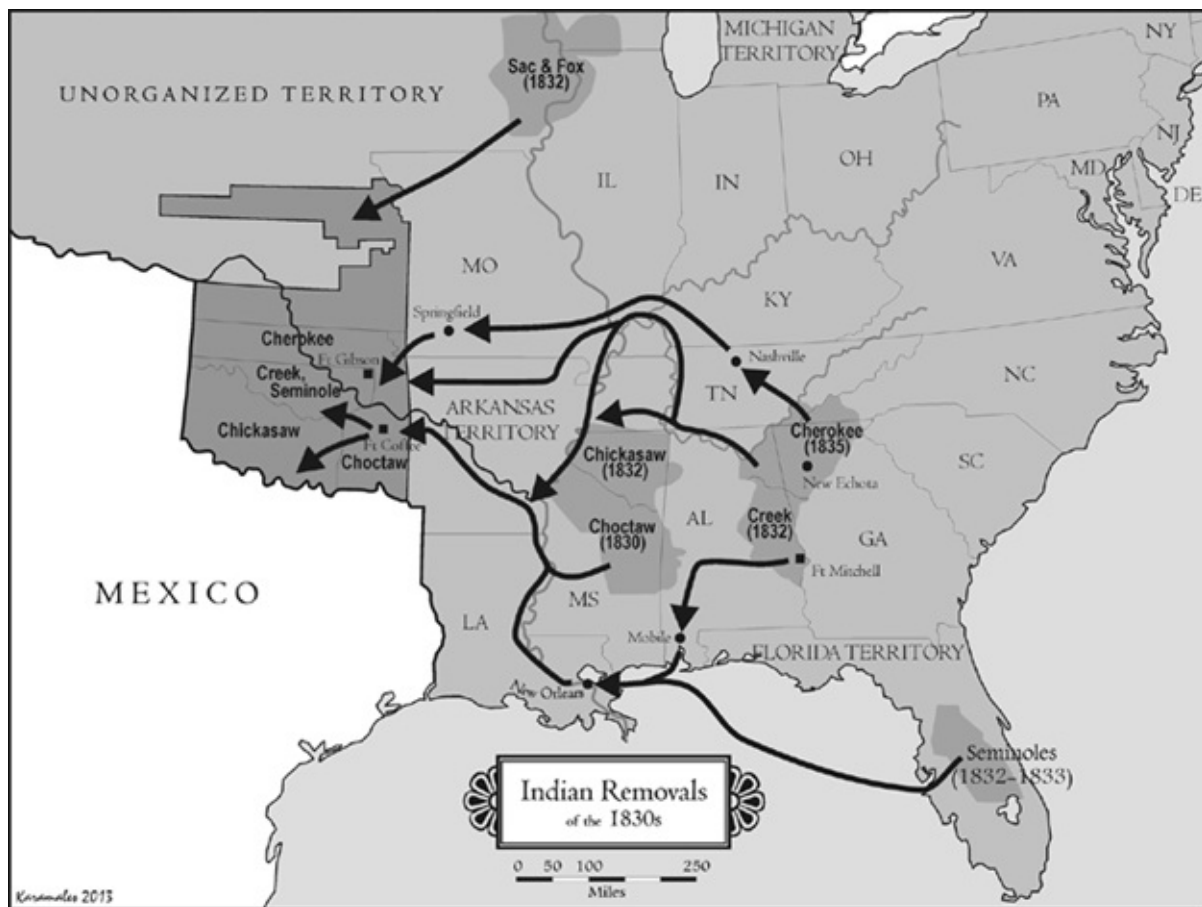 MICHIGAN
TERRITORY
NY
Sac & Fox
(1832)
UNORGANIZED TERRITORY
PA
NJ
OH
MD
IL
IN
DE
VA
MO
KY
Springfield
Cherokee
Ft Gibson
Nashville
NC
Creek,
Seminole
TN
ARKANSAS
TERRITORY
Cherokee
(1835)
Chickasaw
Ft Coffee
Choctaw
Chickasaw
(1832)
SC
New Echota
Creek
(1832)
AL
Choctaw
(1830)
GA
Ft Mitchell
MEXICO
MS
LA
Mobile
FLORIDA TERRITORY
New Orleans
Seminoles
(1832-1833)
Indian Removals
of the 1830s
0 50 100 250
Miles
Karamales 2013